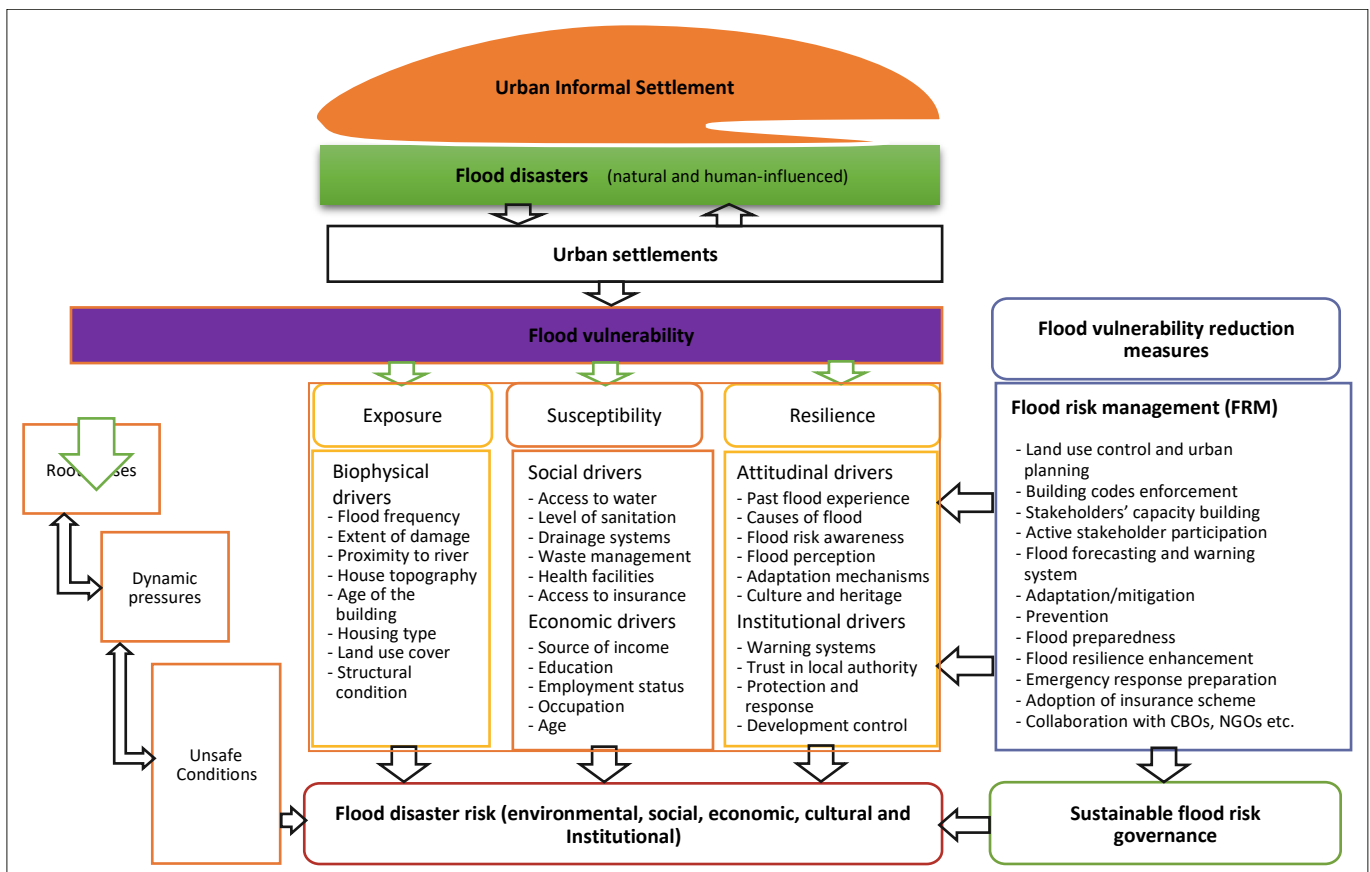 Urban Informal Settlement
Flood disasters (natural and human-influenced)
Urban settlements
Flood vulnerability
Flood vulnerability reduction
measures
Exposure
Susceptibility
Resilience
Biophysical
drivers
- Flood frequency
- Extent of damage
- Proximity to river
- House topography
- Age of the
building
- Housing type
- Land use cover
- Structural
condition
Social drivers
- Access to water
- Level of sanitation
- Drainage systems
- Waste management
- Health facilities
- Access to insurance
Economic drivers
- Source of income
- Education
- Employment status
- Occupation
- Age
Attitudinal drivers
- Past flood experience
- Causes of flood
- Flood risk awareness
- Flood perception
- Adaptation mechanisms
- Culture and heritage
Institutional drivers
- Warning systems
- Trust in local authority
- Protection and
response
- Development control
Flood risk management (FRM)
- Land use control and urban
planning
- Building codes enforcement
- Stakeholders’ capacity building
- Active stakeholder participation
- Flood forecasting and warning
system
- Adaptation/mitigation
- Prevention
- Flood preparedness
- Flood resilience enhancement
- Emergency response preparation
- Adoption of insurance scheme
- Collaboration with CBOs, NGOs etc.
Root
Dynamic
pressures
Unsafe
Conditions
Flood disaster risk (environmental, social, economic, cultural and
Institutional)
Sustainable flood risk
governance